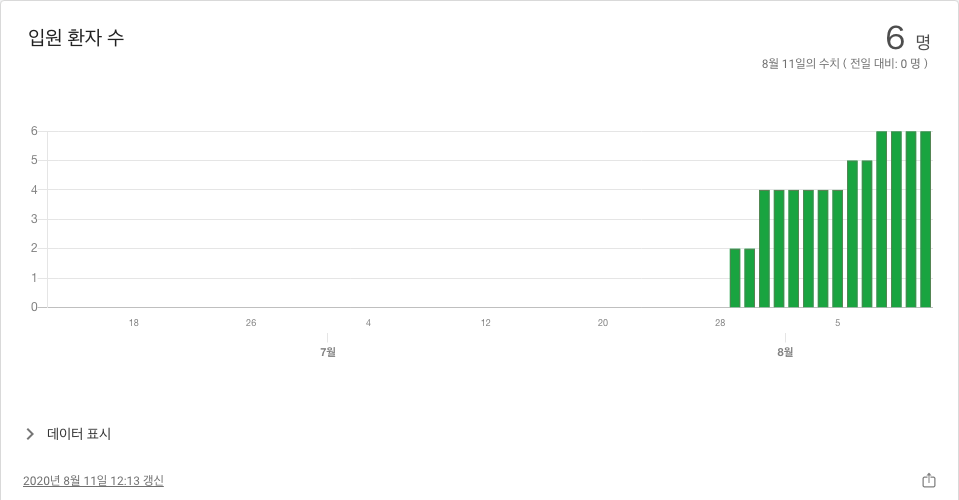 입원 환자 수
6 명
8월 11일의 수치 ( 전일 대비: 0 명 )
6
5
4
3
2
1
0
18 26 4 12 20 28 5
7월 8월
데이터 표시
2020년 8월 11일 12:13 갱신